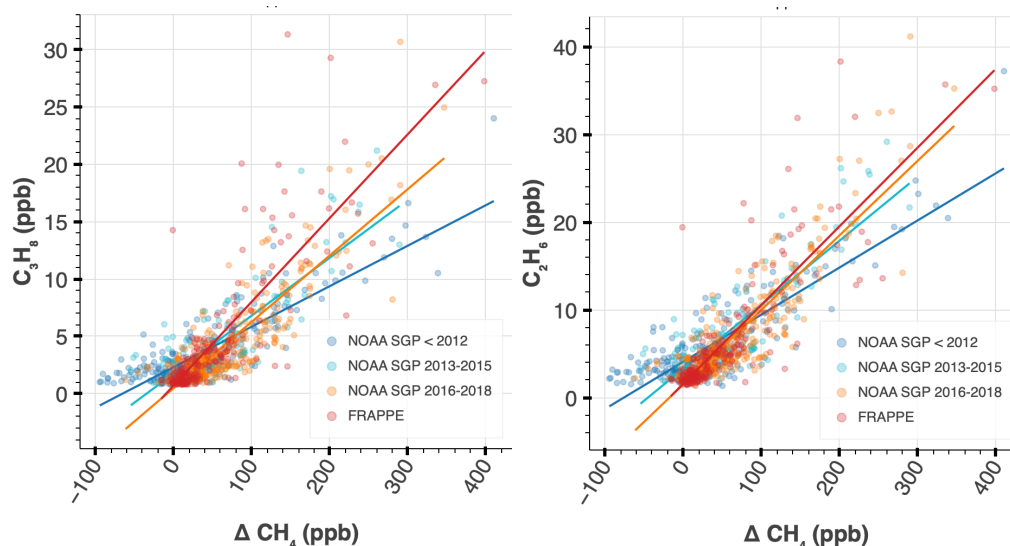 30
25
20
15
10
5
0
C₃H₈ (ppb)
−100
0
100
200
300
400
Δ CH₄ (ppb)
NOAA SGP < 2012
NOAA SGP 2013-2015
NOAA SGP 2016-2018
FRAPPE
40
30
20
10
0
C₂H₆ (ppb)
−100
0
100
200
300
400
Δ CH₄ (ppb)
NOAA SGP < 2012
NOAA SGP 2013-2015
NOAA SGP 2016-2018
FRAPPE